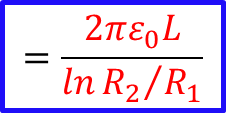 = 2πε₀L / ln R₂/R₁